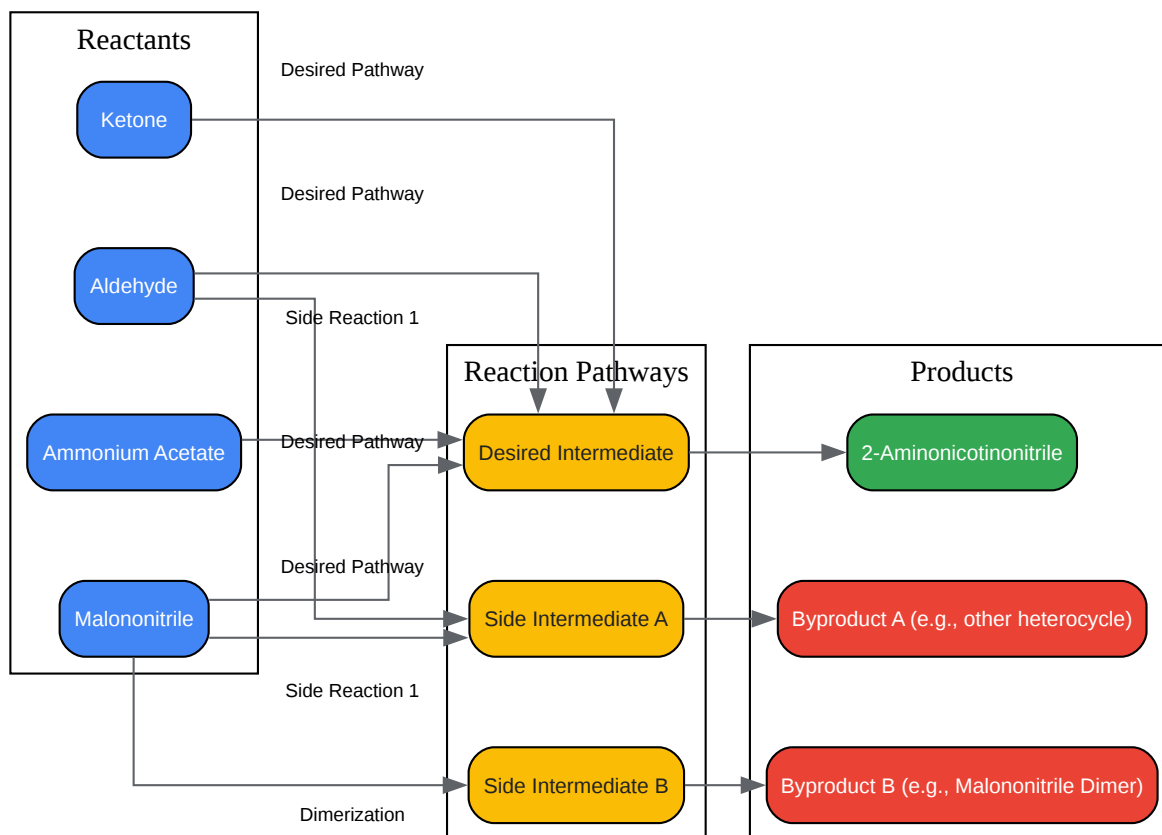 Reactants
Desired Pathway
Ketone
Desired Pathway
Aldehyde
Side Reaction 1
Reaction Pathways
Products
Ammonium Acetate
Desired Pathway
Desired Intermediate
2-Aminonicotinonitrile
Desired Pathway
Malononitrile
Side Intermediate A
Byproduct A (e.g., other heterocycle)
Side Reaction 1
Side Intermediate B
Byproduct B (e.g., Malononitrile Dimer)
Dimerization